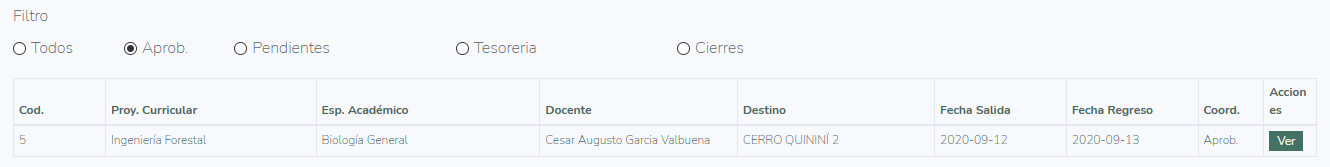 Filtro
Todos Aprob. Pendientes Tesoreria Cierres
Cod. Proy. Curricular Esp. Académico Docente Destino Fecha Salida Fecha Regreso Coord. Accion
es
5 Ingeniería Forestal Biología General Cesar Augusto Garcia Valbuena CERRO QUININÍ 2 2020-09-12 2020-09-13 Aprob. Ver